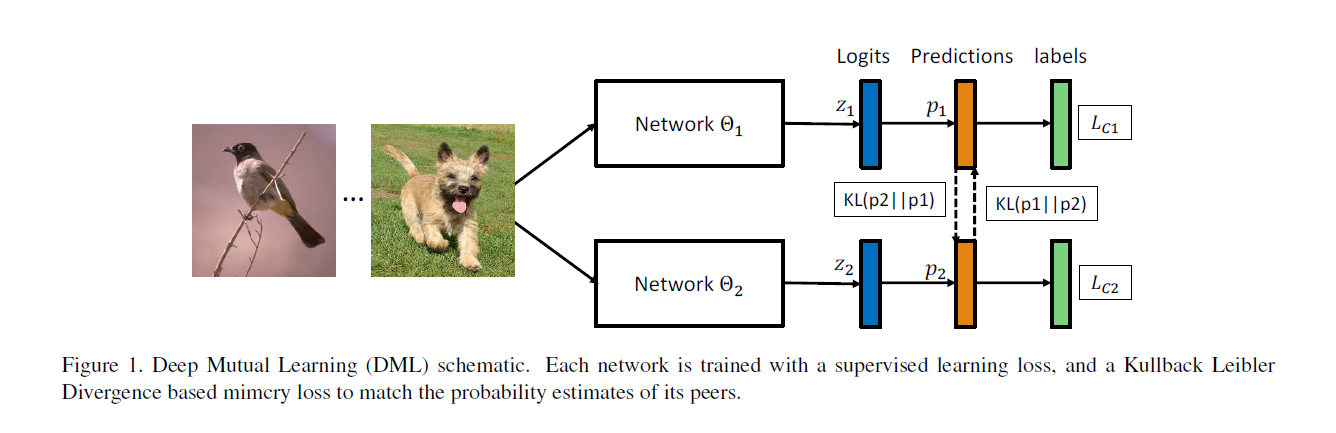 Logits Predictions labels
Network Θ₁
z₁
p₁
L_C1
...
KL(p2||p1)
KL(p1||p2)
Network Θ₂
z₂
p₂
L_C2
Figure 1. Deep Mutual Learning (DML) schematic. Each network is trained with a supervised learning loss, and a Kullback Leibler
Divergence based mimcry loss to match the probability estimates of its peers.